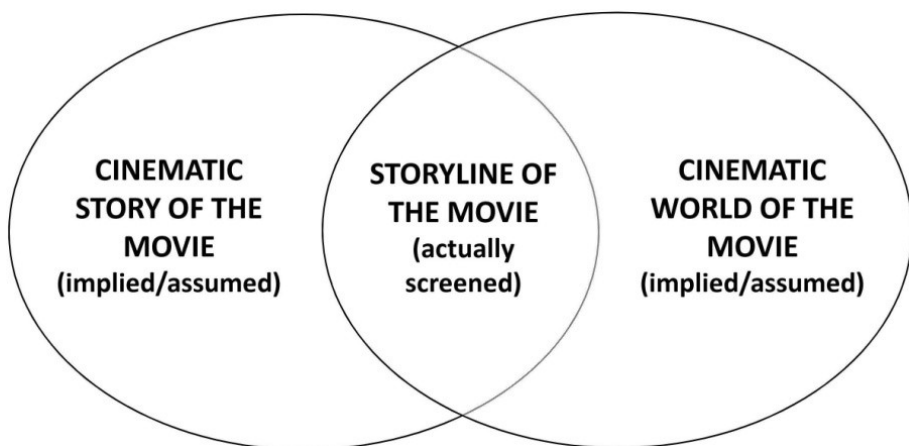 CINEMATIC
STORY OF THE
MOVIE
(implied/assumed)
STORYLINE OF
THE MOVIE
(actually
screened)
CINEMATIC
WORLD OF THE
MOVIE
(implied/assumed)